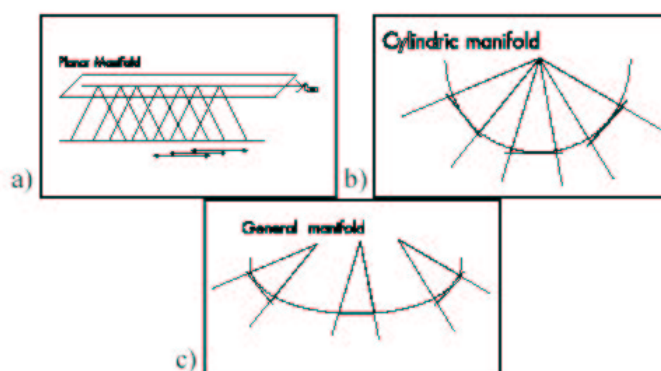 Planar Manifold
Cylindric manifold
a)
b)
General manifold
c)